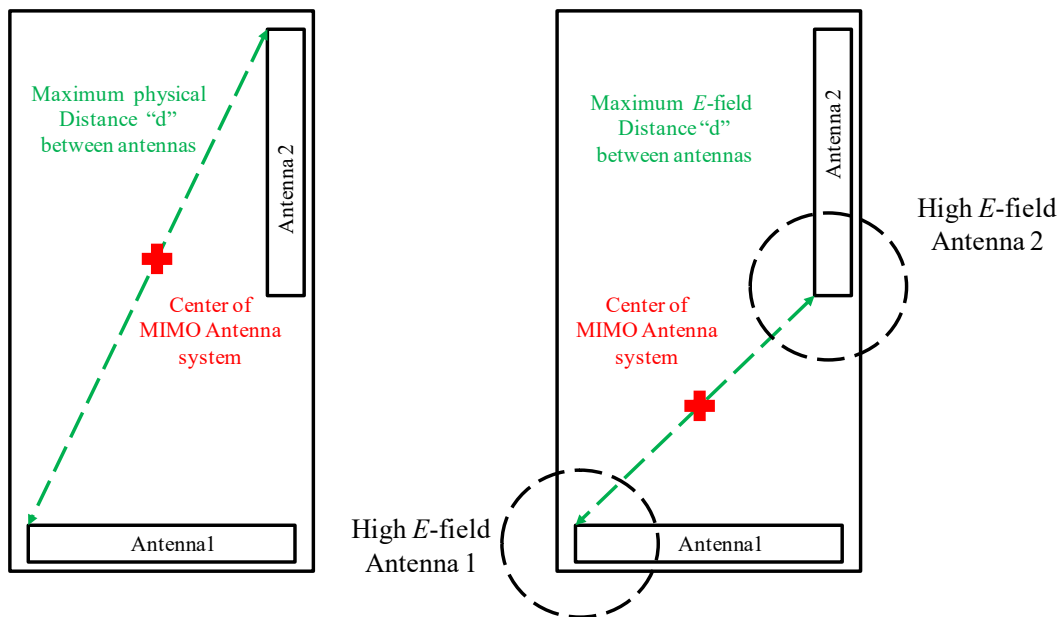 Maximum physical
Distance “d”
between antennas
Antenna 2
Center of
MIMO Antenna
system
Antenna1
Maximum E-field
Distance “d”
between antennas
Antenna 2
High E-field
Antenna 2
Center of
MIMO Antenna
system
High E-field
Antenna 1
Antenna1